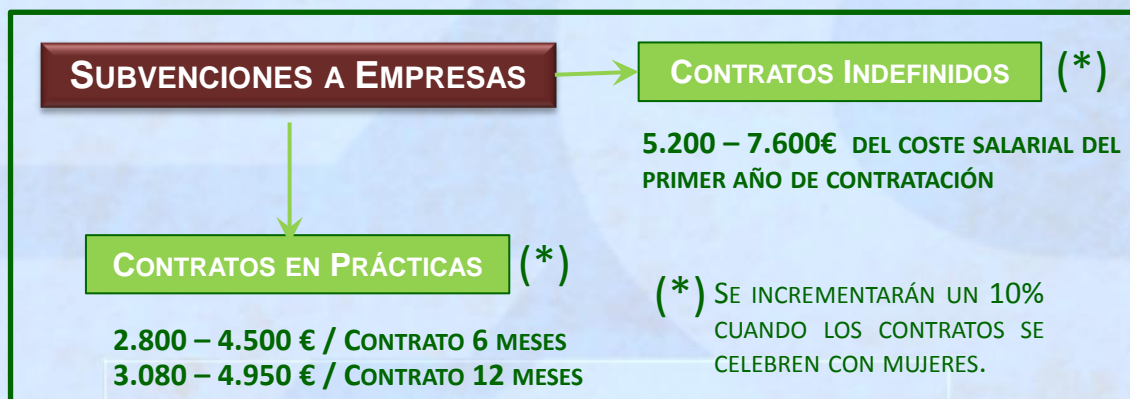 SUBVENCIONES A EMPRESAS
CONTRATOS INDEFINIDOS (*)
5.200 – 7.600€ DEL COSTE SALARIAL DEL
PRIMER AÑO DE CONTRATACIÓN
CONTRATOS EN PRÁCTICAS (*)
2.800 – 4.500 € / CONTRATO 6 MESES
3.080 – 4.950 € / CONTRATO 12 MESES
(*) SE INCREMENTARÁN UN 10%
CUANDO LOS CONTRATOS SE
CELEBREN CON MUJERES.